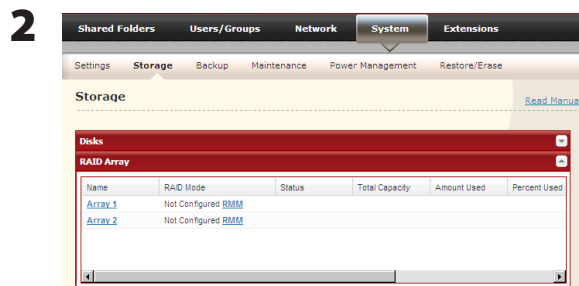 2
Shared Folders Users/Groups Network System Extensions
Settings Storage Backup Maintenance Power Management Restore/Erase
Storage
Read Manua
Disks
RAID Array
Name RAID Mode Status Total Capacity Amount Used Percent Used
Array 1 Not Configured RMM
Array 2 Not Configured RMM